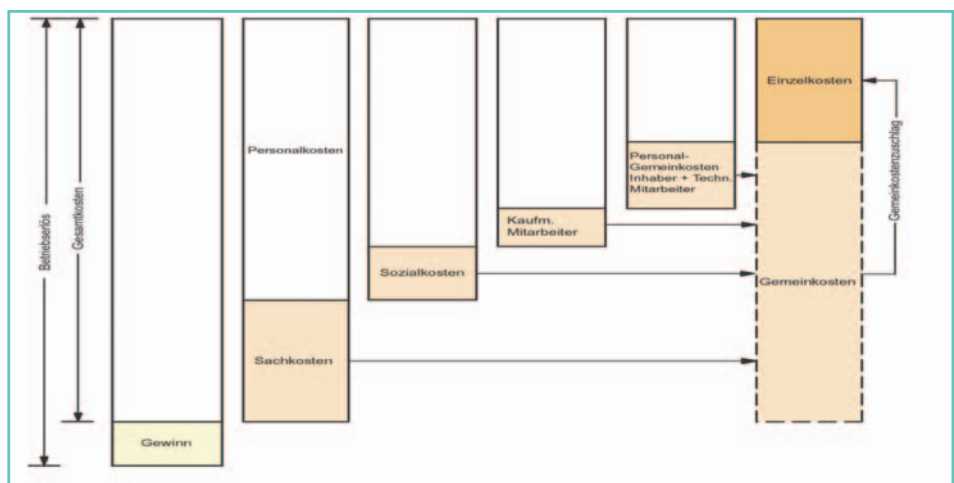 Betriebserlös
Gesamtkosten
Gewinn
Personalkosten
Sachkosten
Sozialkosten
Kaufm.
Mitarbeiter
Personal-
Gemeinkosten
Inhaber + Techn.
Mitarbeiter
Einzelkosten
Gemeinkosten
Gemeinkostenzuschlag